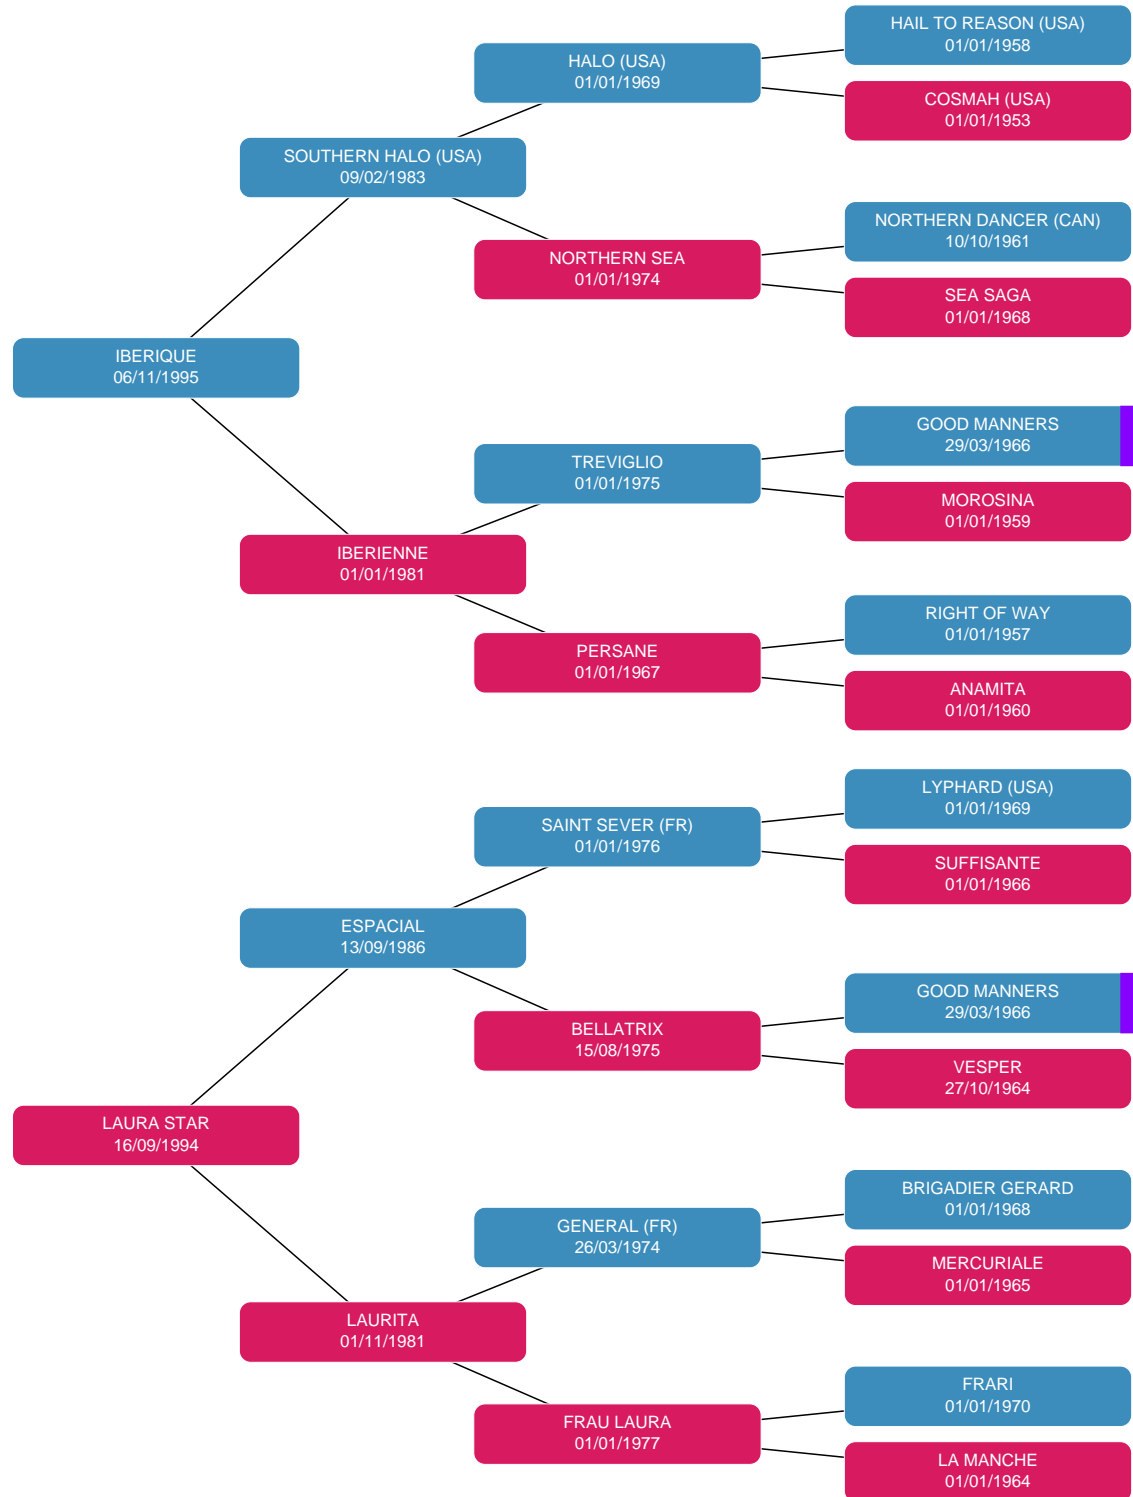 HAIL TO REASON (USA)
01/01/1958
HALO (USA)
01/01/1969
COSMAH (USA)
01/01/1953
SOUTHERN HALO (USA)
09/02/1983
NORTHERN DANCER (CAN)
10/10/1961
NORTHERN SEA
01/01/1974
SEA SAGA
01/01/1968
IBERIQUE
06/11/1995
GOOD MANNERS
29/03/1966
TREVIGLIO
01/01/1975
MOROSINA
01/01/1959
IBERIENNE
01/01/1981
RIGHT OF WAY
01/01/1957
PERSANE
01/01/1967
ANAMITA
01/01/1960
LYPHARD (USA)
01/01/1969
SAINT SEVER (FR)
01/01/1976
SUFFISANTE
01/01/1966
ESPACIAL
13/09/1986
GOOD MANNERS
29/03/1966
BELLATRIX
15/08/1975
VESPER
27/10/1964
LAURA STAR
16/09/1994
BRIGADIER GERARD
01/01/1968
GENERAL (FR)
26/03/1974
MERCURIALE
01/01/1965
LAURITA
01/11/1981
FRARI
01/01/1970
FRAU LAURA
01/01/1977
LA MANCHE
01/01/1964